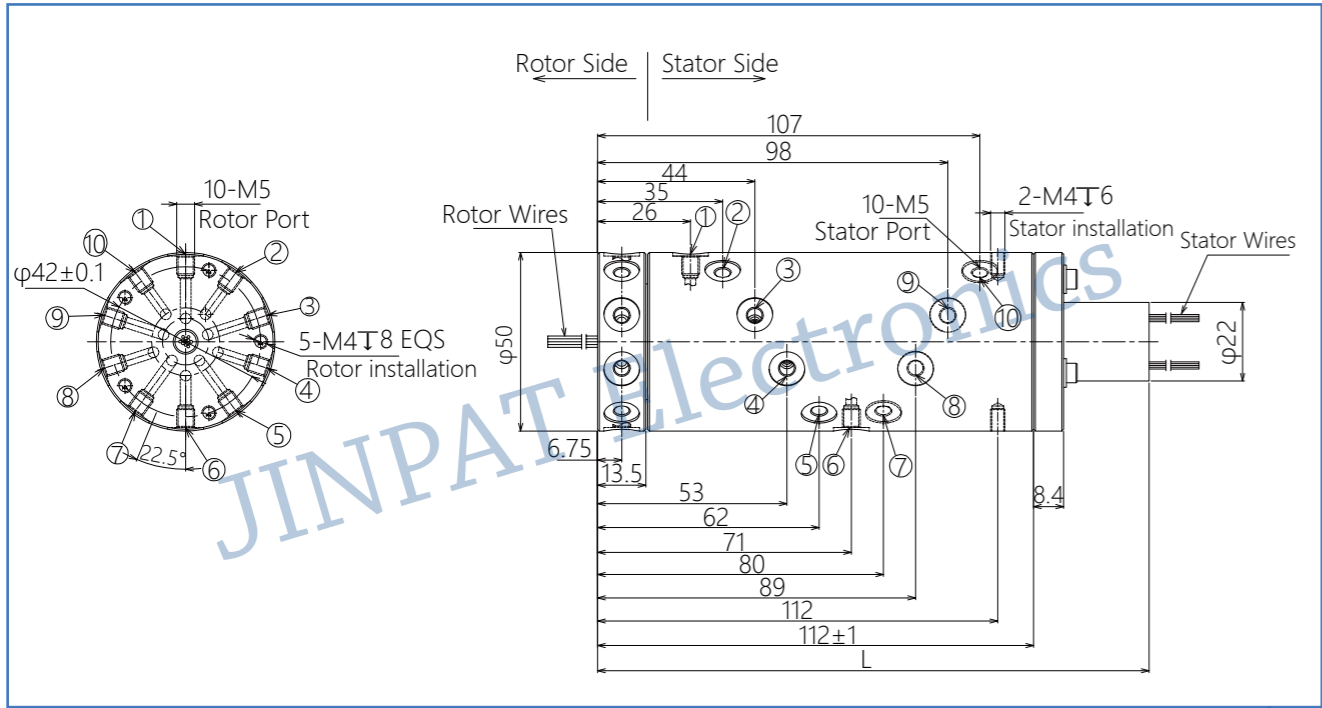 Rotor Side
Stator Side
107
98
44
35
26
10-M5
Stator Port
2-M4↧6
Stator installation
Stator Wires
Rotor Wires
①
②
③
④
⑤
⑥
⑦
⑧
⑨
⑩
φ50
φ22
6.75
13.5
53
62
71
80
89
112
112±1
L
8.4
10-M5
Rotor Port
①
②
③
④
⑤
⑥
⑦
⑧
⑨
⑩
φ42±0.1
5-M4↧8 EQS
Rotor installation
22.5°
JINPAT Electronics